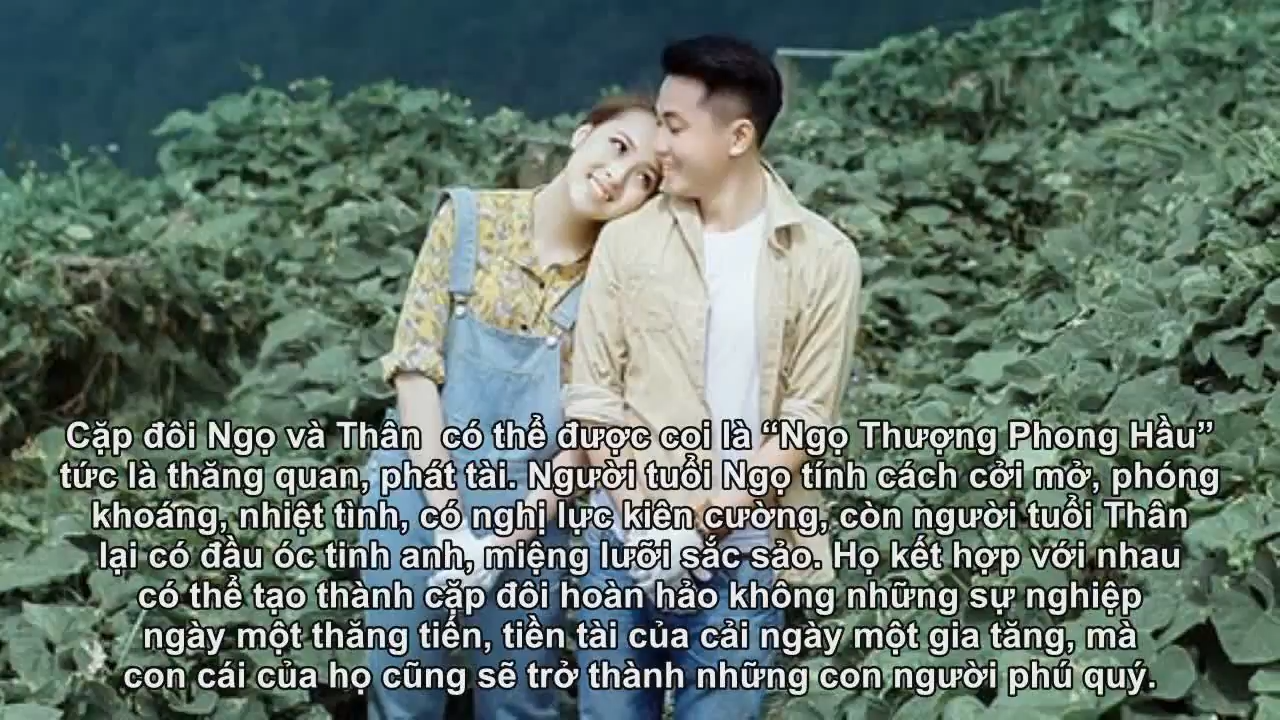 Cặp đôi Ngọ và Thân có thể được coi là “Ngọ Thượng Phong Hầu”
tức là thăng quan, phát tài. Người tuổi Ngọ tính cách cởi mở, phóng
khoáng, nhiệt tình, có nghị lực kiên cường, còn người tuổi Thân
lại có đầu óc tinh anh, miệng lưỡi sắc sảo. Họ kết hợp với nhau
có thể tạo thành cặp đôi hoàn hảo không những sự nghiệp
ngày một thăng tiến, tiền tài của cải ngày một gia tăng, mà
con cái của họ cũng sẽ trở thành những con người phú quý.